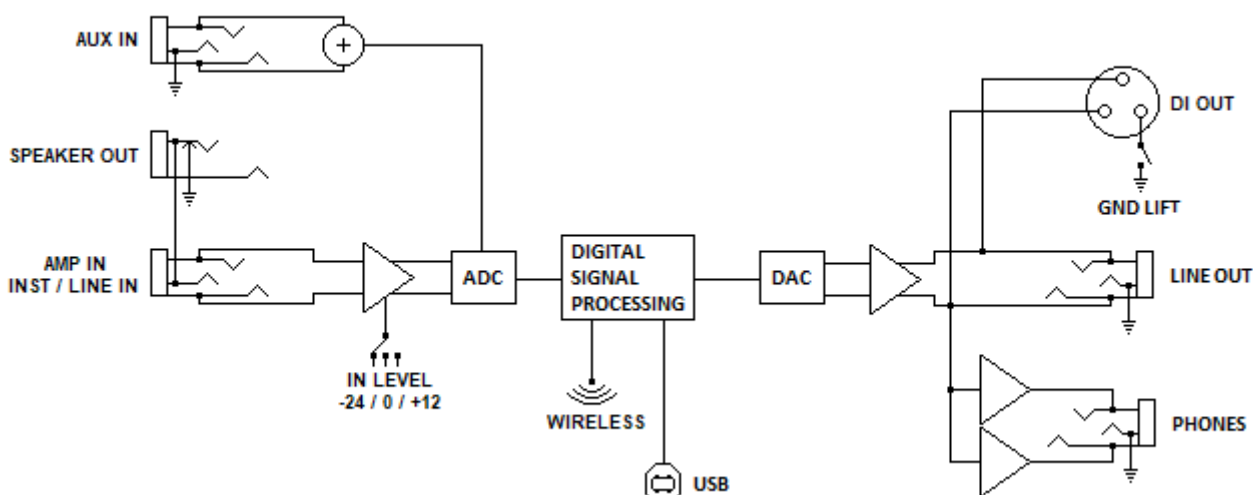 AUX IN
DI OUT
SPEAKER OUT
GND LIFT
AMP IN
INST / LINE IN
ADC
DIGITAL
SIGNAL
PROCESSING
DAC
LINE OUT
IN LEVEL
-24 / 0 / +12
WIRELESS
PHONES
USB